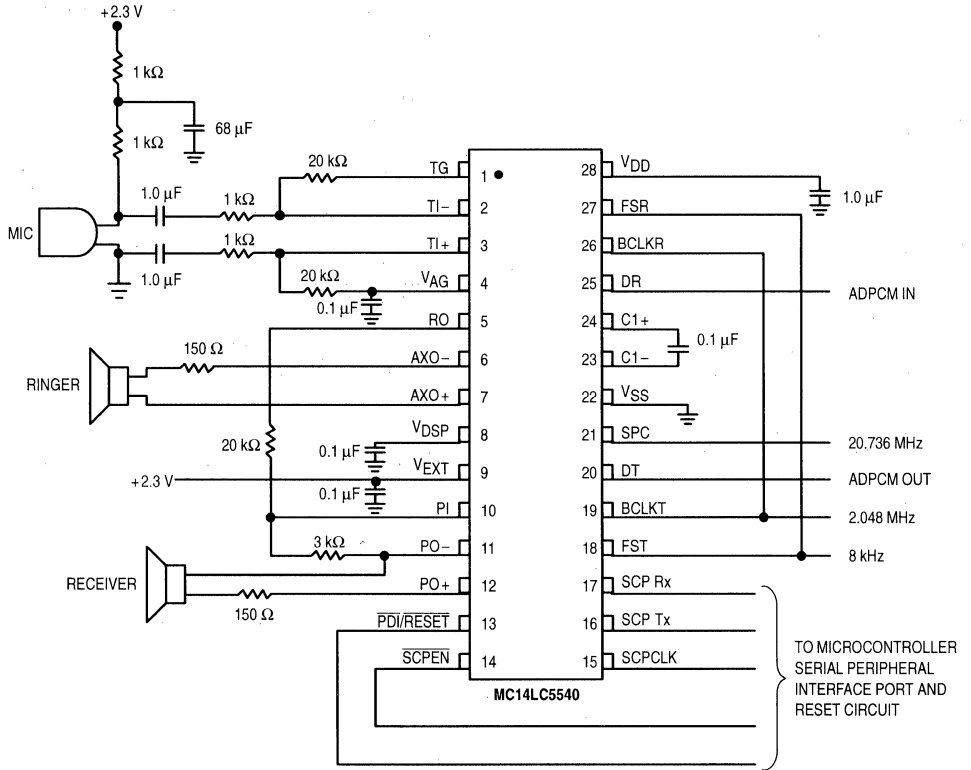 +2.3 V
1 kΩ
68 μF
1 kΩ
20 kΩ
TG
1
28
VDD
1.0 μF
1.0 μF
1 kΩ
TI−
2
27
FSR
MIC
1 kΩ
TI+
3
26
BCLKR
1.0 μF
20 kΩ
VAG
4
25
DR
ADPCM IN
0.1 μF
RO
5
24
C1+
0.1 μF
150 Ω
AXO−
6
23
C1−
RINGER
AXO+
7
22
VSS
20 kΩ
VDSP
8
21
SPC
20.736 MHz
0.1 μF
+2.3 V
VEXT
9
20
DT
ADPCM OUT
0.1 μF
PI
10
19
BCLKT
2.048 MHz
3 kΩ
PO−
11
18
FST
8 kHz
RECEIVER
PO+
12
17
SCP Rx
150 Ω
PDI/RESET
13
16
SCP Tx
SCPEN
14
15
SCPCLK
TO MICROCONTROLLER
SERIAL PERIPHERAL
INTERFACE PORT AND
RESET CIRCUIT
MC14LC5540